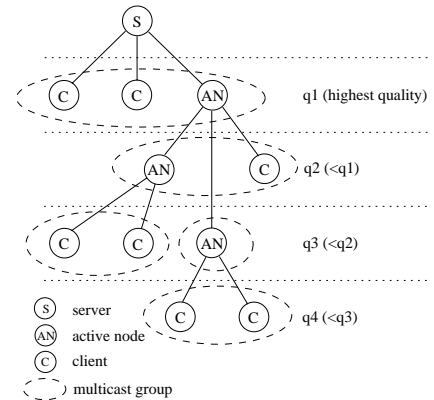 S
C C AN q1 (highest quality)
AN C q2 (<q1)
C C AN q3 (<q2)
C C q4 (<q3)
S server
AN active node
C client
multicast group